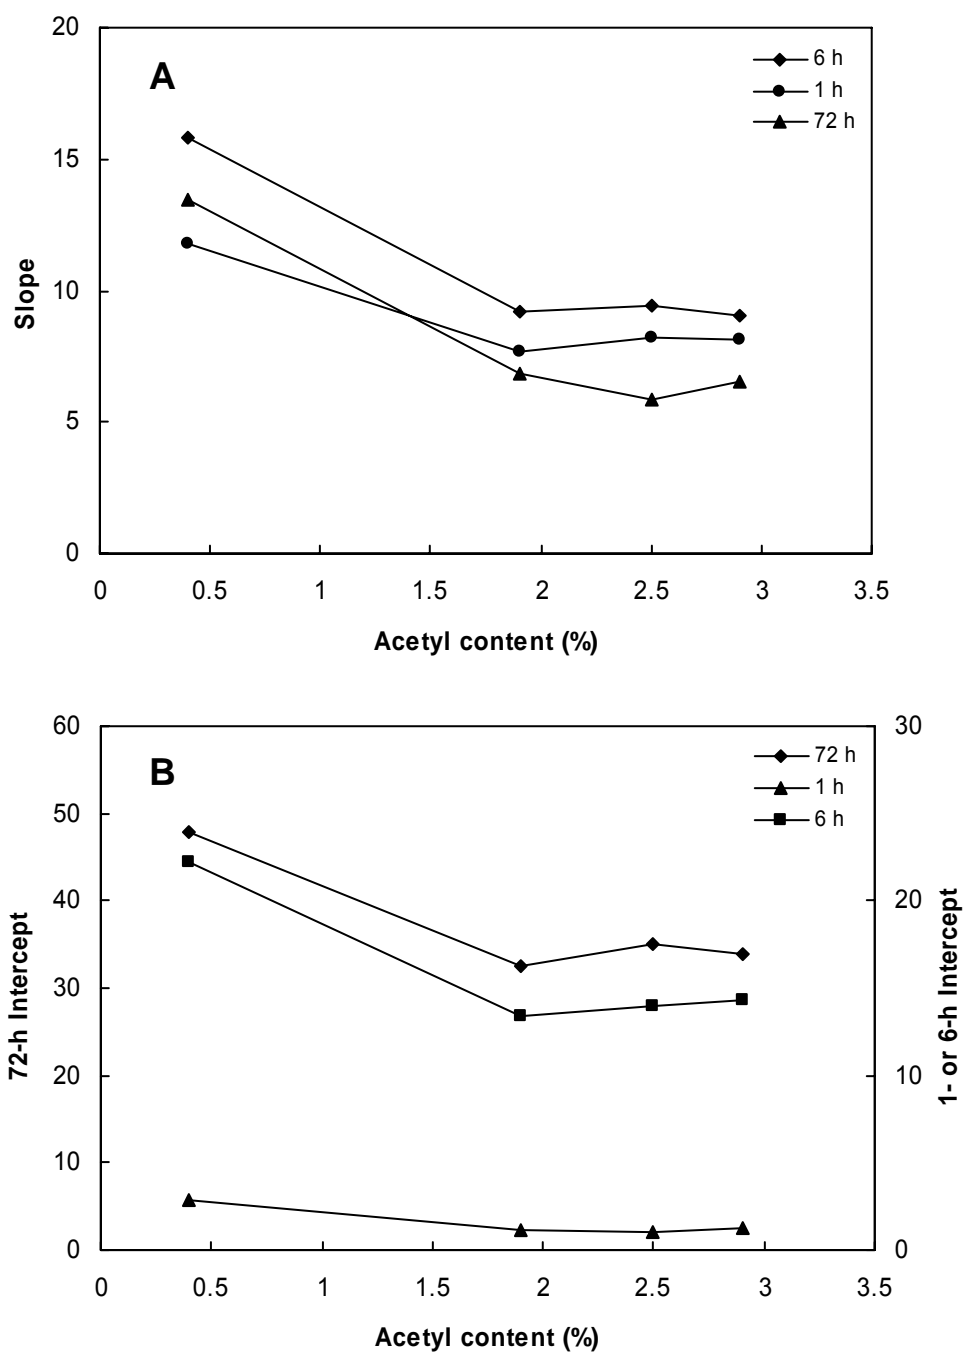 20
A
6 h
1 h
72 h
15
10
5
0
Slope
0 0.5 1 1.5 2 2.5 3 3.5
Acetyl content (%)
60 30
B
72 h
1 h
6 h
50
40 20
30
20 10
10
0 0
72-h Intercept
1- or 6-h Intercept
0 0.5 1 1.5 2 2.5 3 3.5
Acetyl content (%)